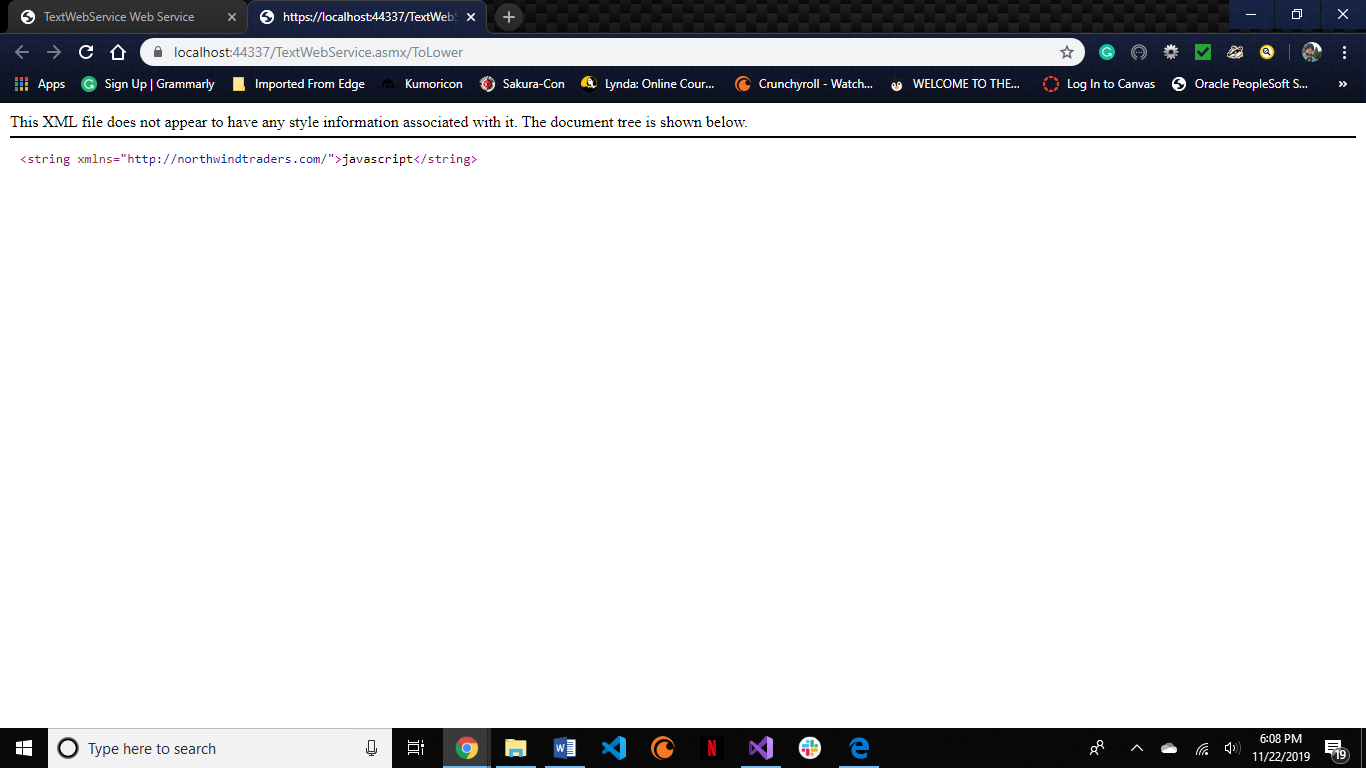 TextWebService Web Service
https://localhost:44337/TextWebS
localhost:44337/TextWebService.asmx/ToLower
Apps Sign Up | Grammarly Imported From Edge Kumoricon Sakura-Con Lynda: Online Cour... Crunchyroll - Watch... WELCOME TO THE... Log In to Canvas Oracle PeopleSoft S... »
This XML file does not appear to have any style information associated with it. The document tree is shown below.
<string xmlns="http://northwindtraders.com/">javascript</string>
Type here to search
6:08 PM
11/22/2019
19